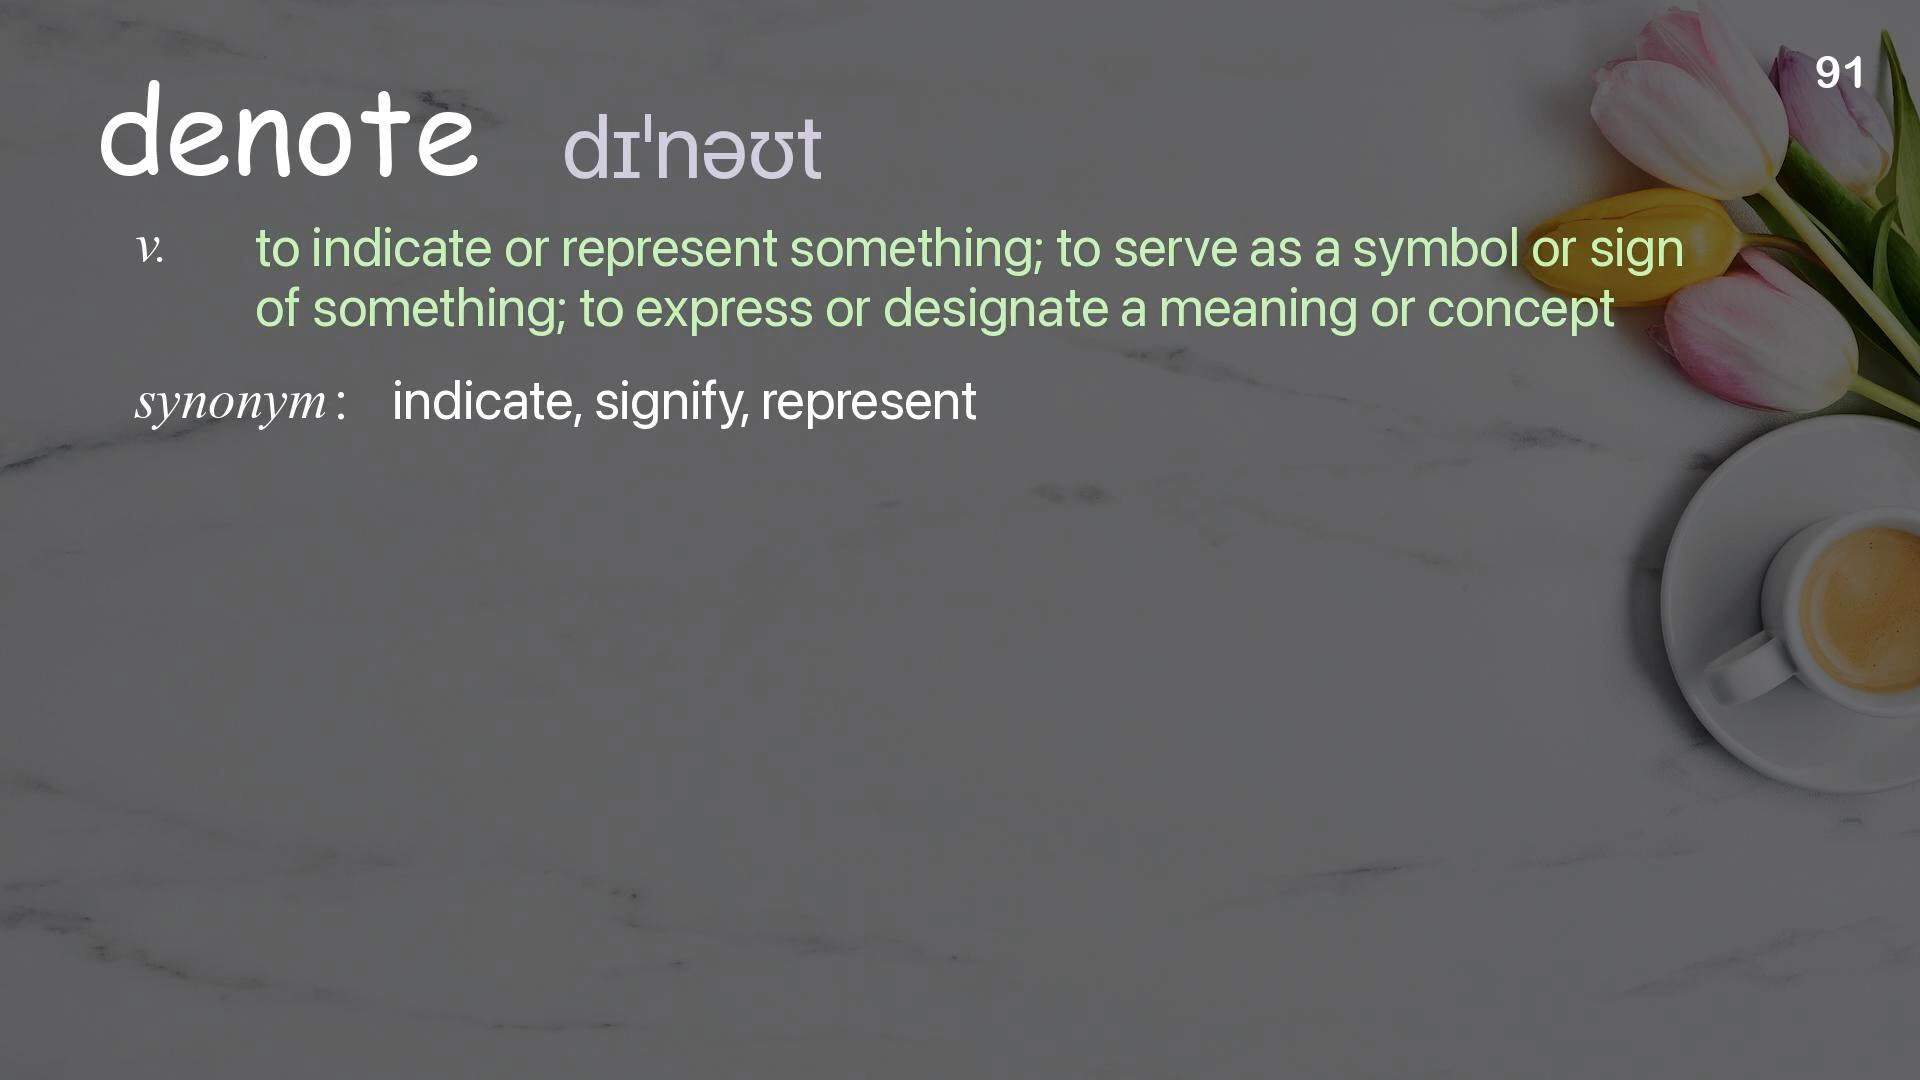 91
denote dɪˈnəʊt
v. to indicate or represent something; to serve as a symbol or sign
of something; to express or designate a meaning or concept
synonym : indicate, signify, represent